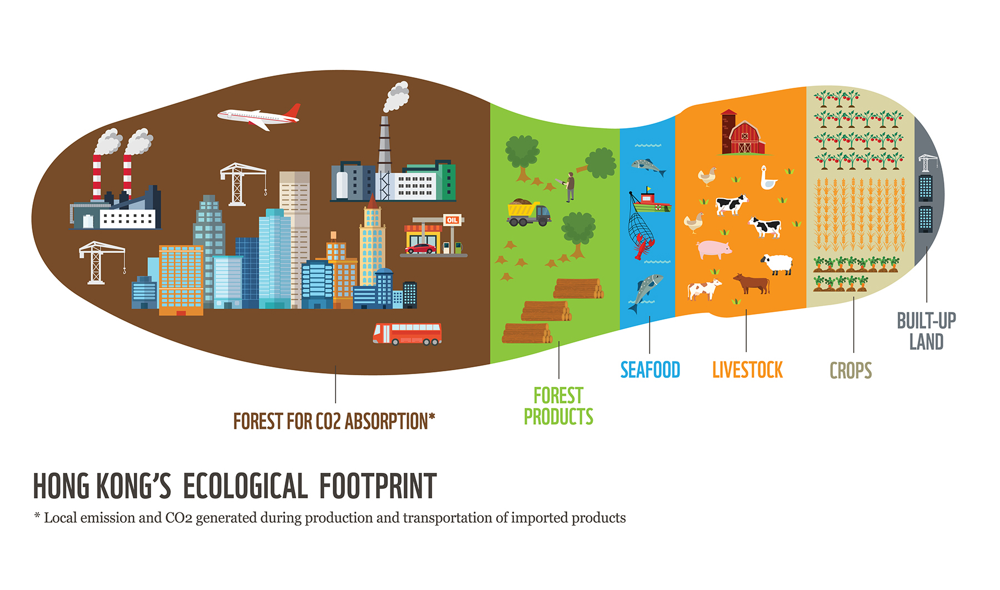 OIL
BUILT-UP
LAND
SEAFOOD
LIVESTOCK
CROPS
FOREST
PRODUCTS
FOREST FOR CO2 ABSORPTION*
HONG KONG'S ECOLOGICAL FOOTPRINT
* Local emission and CO2 generated during production and transportation of imported products